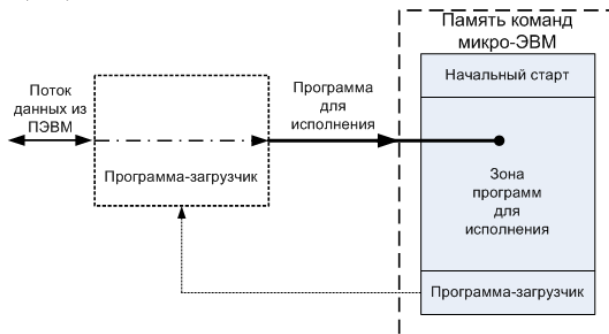 Память команд
микро-ЭВМ
Начальный старт
Поток
данных из
ПЭВМ
Программа
для
исполнения
Программа-загрузчик
Зона
программ
для
исполнения
Программа-загрузчик